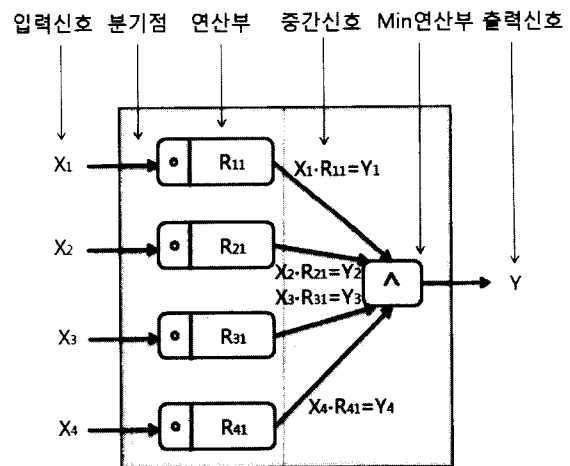 입력신호 분기점 연산부 중간신호 Min연산부 출력신호
X₁ R₁₁ X₁·R₁₁=Y₁
X₂ R₂₁
X₂·R₂₁=Y₂
^ Y
X₃·R₃₁=Y₃
X₃ R₃₁
X₄·R₄₁=Y₄
X₄ R₄₁